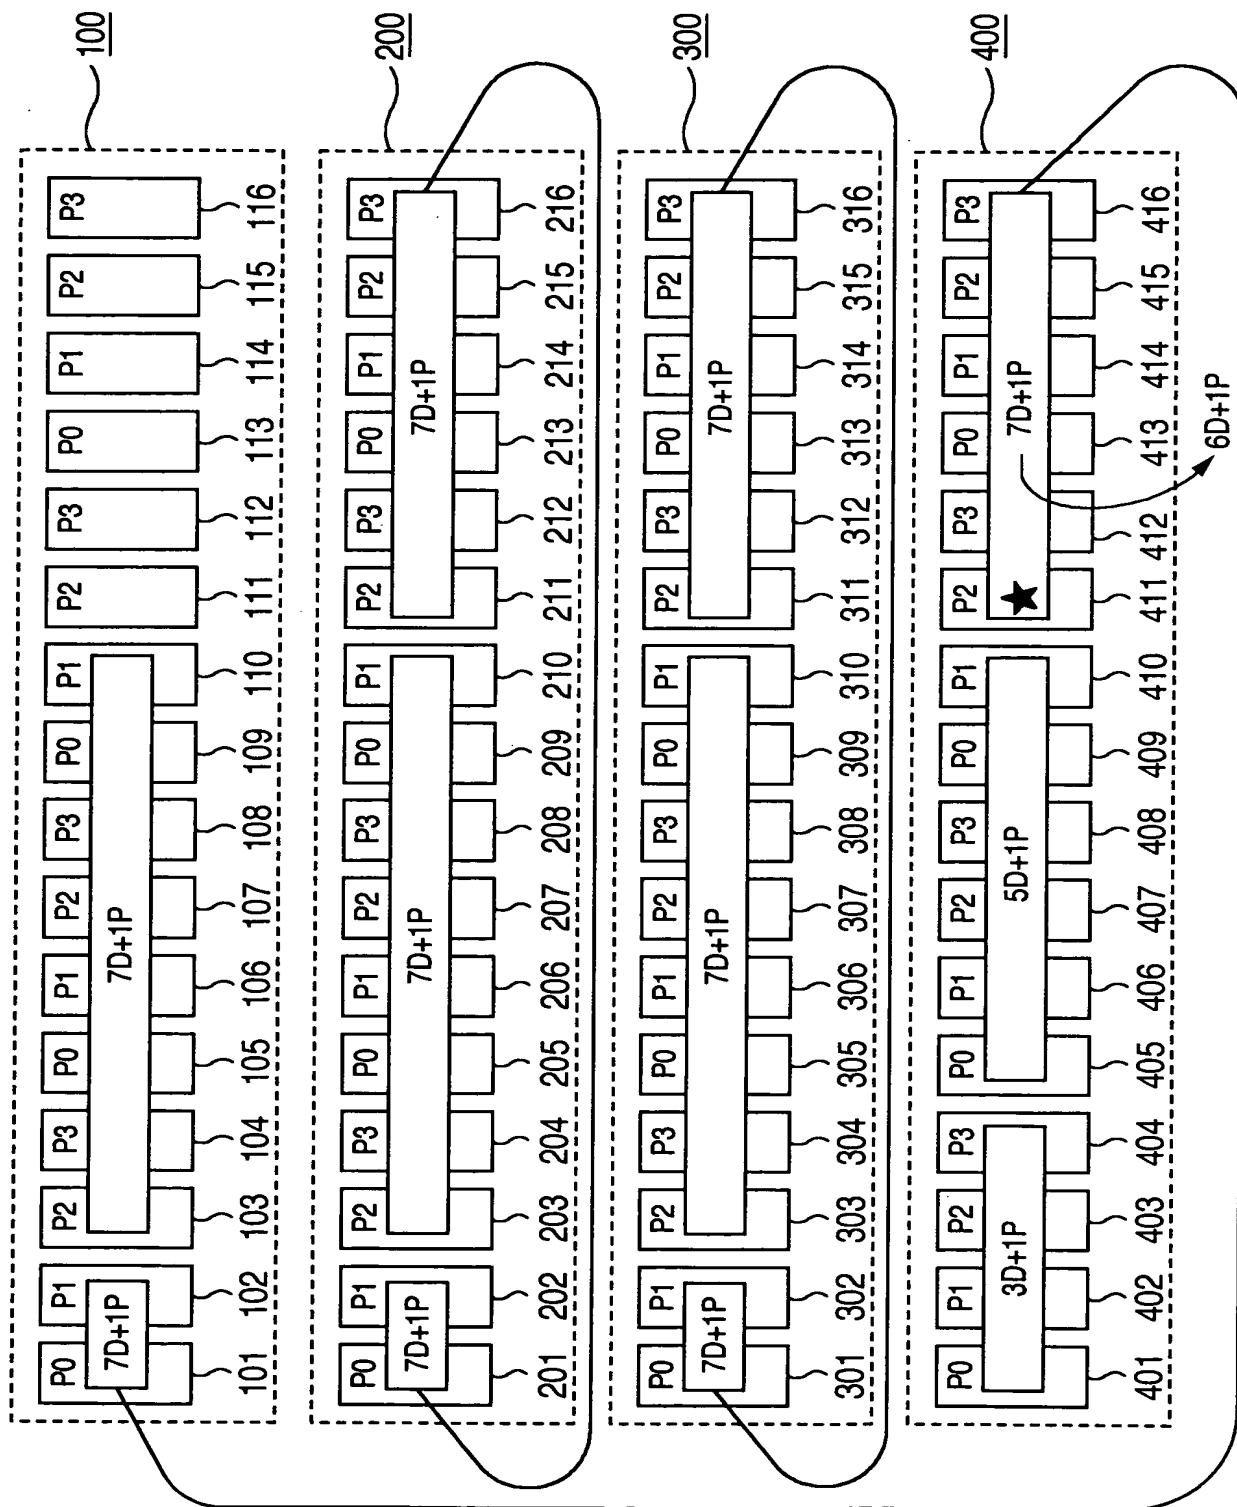 P0 P1 P2 P3 P0 P1 P2 P3 P0 P1 P2 P3 P0 P1 P2 P3 100
7D+1P 7D+1P
101 102 103 104 105 106 107 108 109 110 111 112 113 114 115 116
P0 P1 P2 P3 P0 P1 P2 P3 P0 P1 P2 P3 P0 P1 P2 P3 200
7D+1P 7D+1P 7D+1P
201 202 203 204 205 206 207 208 209 210 211 212 213 214 215 216
P0 P1 P2 P3 P0 P1 P2 P3 P0 P1 P2 P3 P0 P1 P2 P3 300
7D+1P 7D+1P 7D+1P
301 302 303 304 305 306 307 308 309 310 311 312 313 314 315 316
P0 P1 P2 P3 P0 P1 P2 P3 P0 P1 P2 P3 P0 P1 P2 P3 400
3D+1P 5D+1P 7D+1P
401 402 403 404 405 406 407 408 409 410 411 412 413 414 415 416
6D+1P